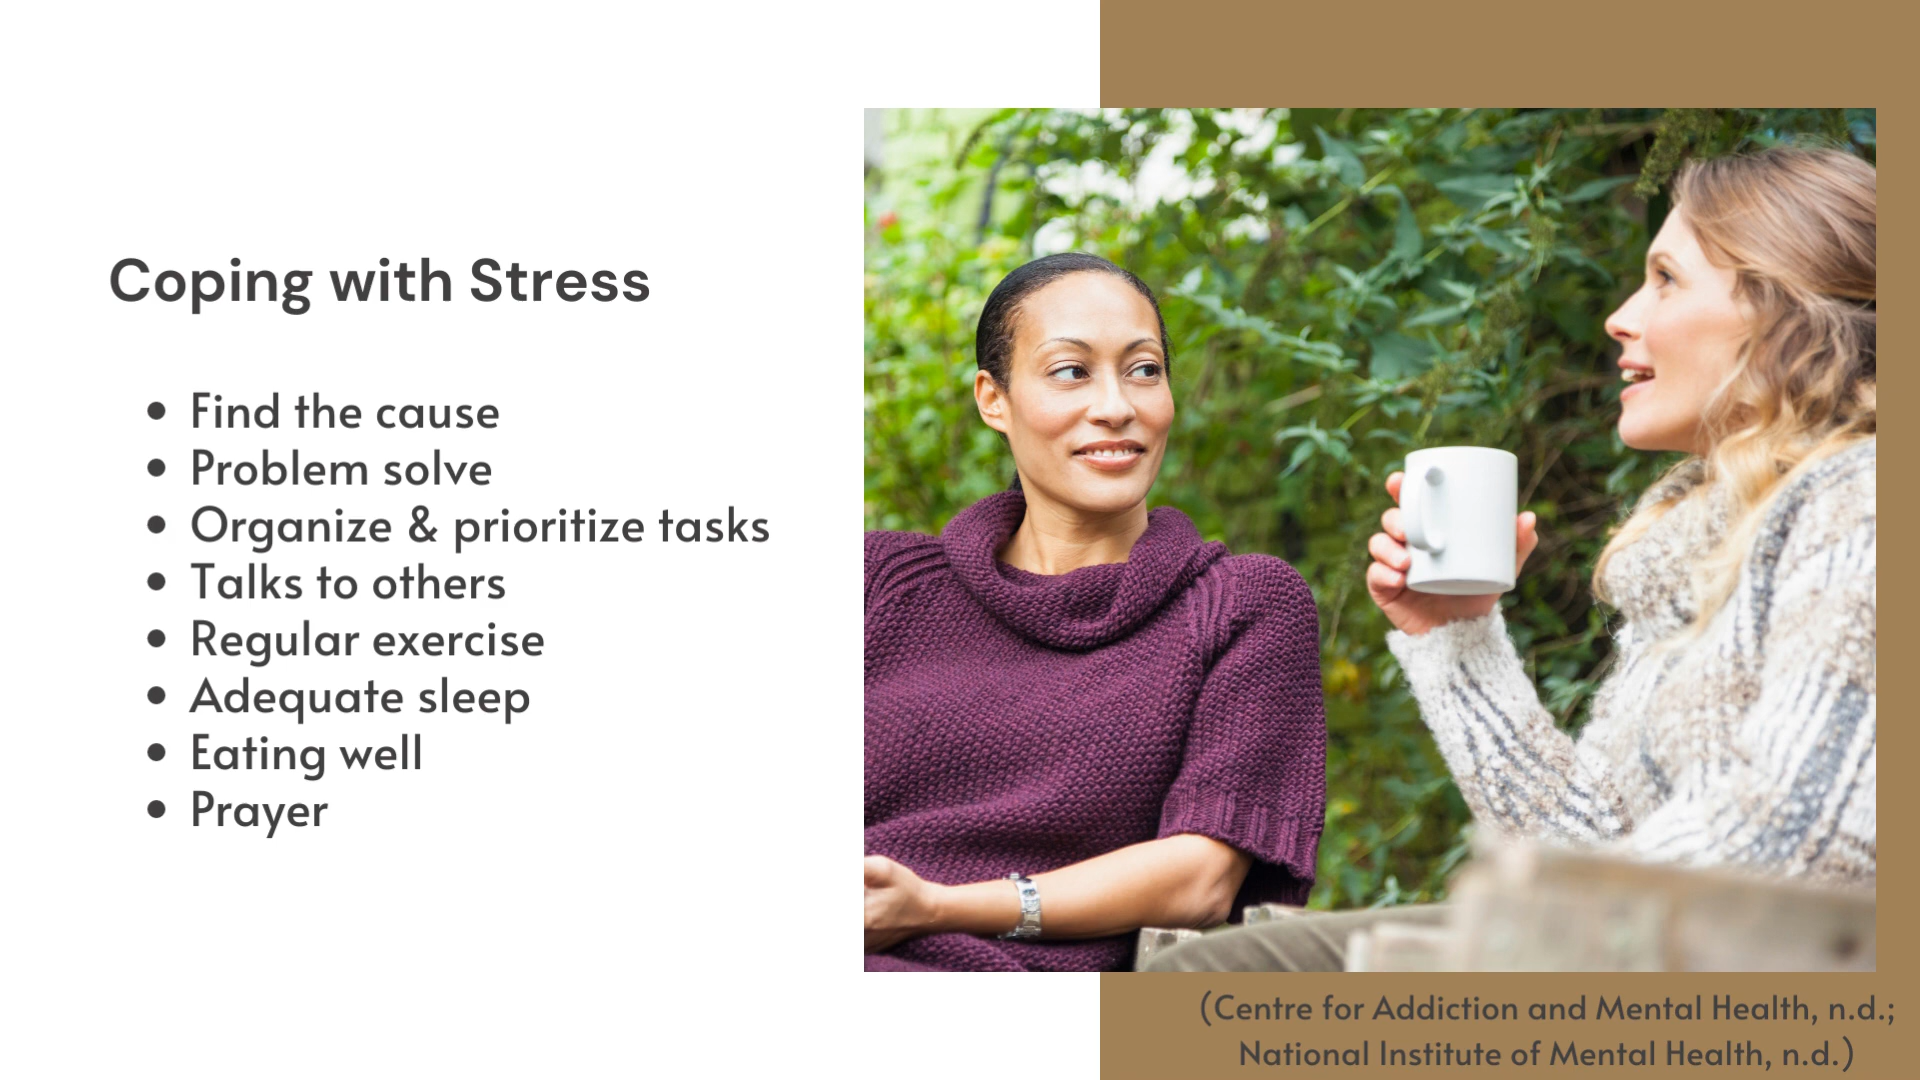 Coping with Stress
• Find the cause
• Problem solve
• Organize & prioritize tasks
• Talks to others
• Regular exercise
• Adequate sleep
• Eating well
• Prayer
(Centre for Addiction and Mental Health, n.d.;
National Institute of Mental Health, n.d.)